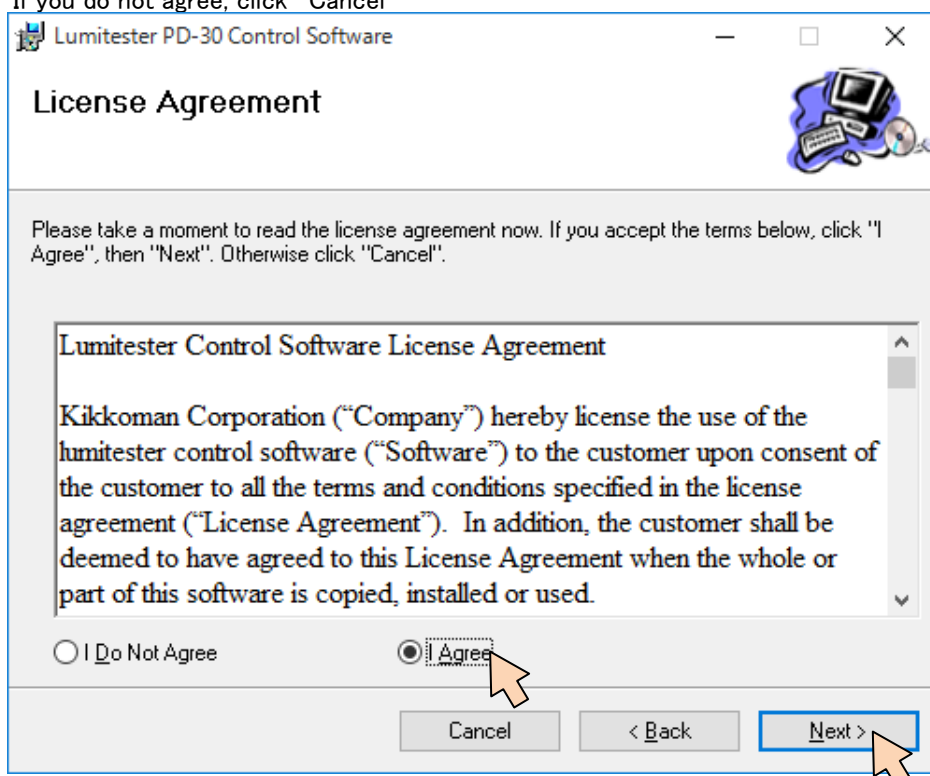 If you do not agree, click "Cancel"
Lumitester PD-30 Control Software
License Agreement
Please take a moment to read the license agreement now. If you accept the terms below, click "I
Agree", then "Next". Otherwise click "Cancel".
Lumitester Control Software License Agreement
Kikkoman Corporation (“Company”) hereby license the use of the
lumitester control software (“Software”) to the customer upon consent of
the customer to all the terms and conditions specified in the license
agreement (“License Agreement”).  In addition, the customer shall be
deemed to have agreed to this License Agreement when the whole or
part of this software is copied, installed or used.
I Do Not Agree
I Agree
Cancel
< Back
Next >